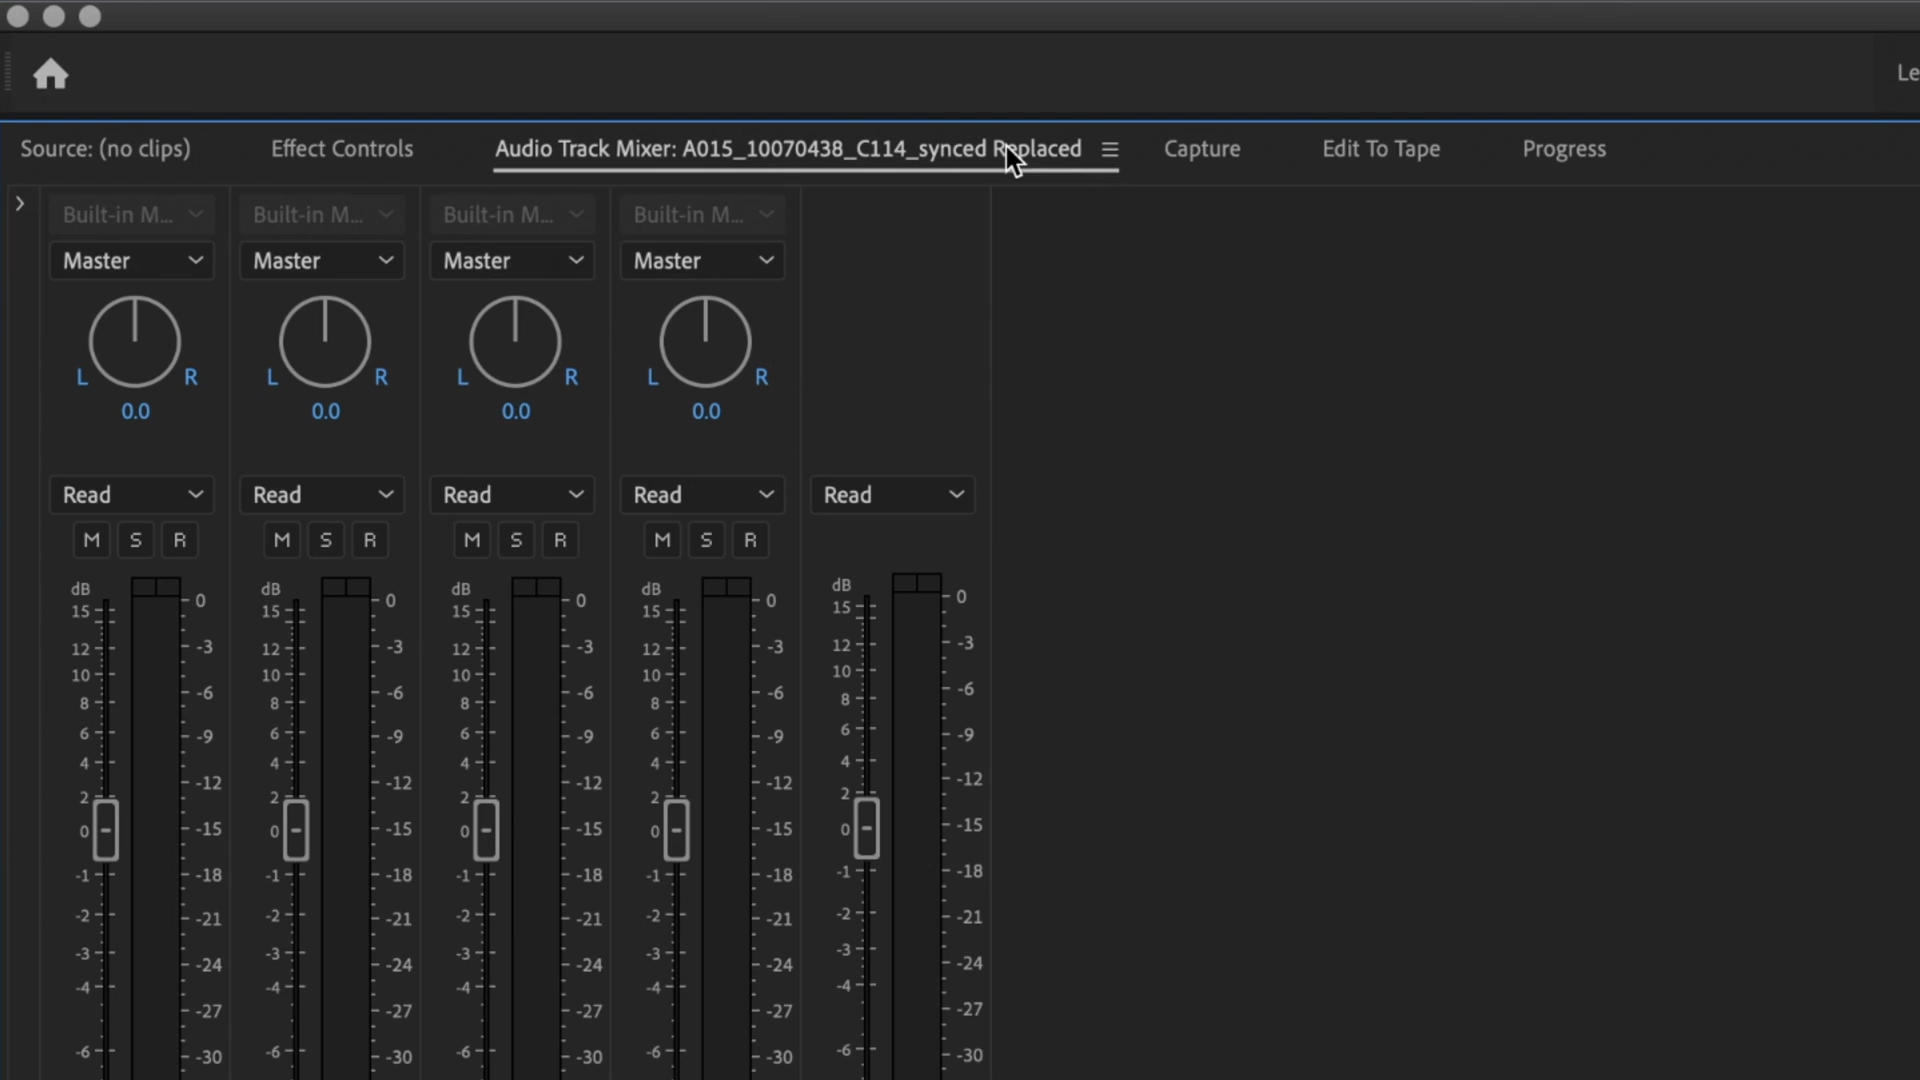 Le
Source: (no clips) Effect Controls Audio Track Mixer: A015_10070438_C114_synced Replaced Capture Edit To Tape Progress
Built-in M... Built-in M... Built-in M... Built-in M...
Master Master Master Master
L R L R L R L R
0.0 0.0 0.0 0.0
Read Read Read Read Read
M S R M S R M S R M S R
dB dB dB dB dB
15 0 15 0 15 0 15 0 15 0
12 -3 12 -3 12 -3 12 -3 12 -3
10 10 10 10 10
8 -6 8 -6 8 -6 8 -6 8 -6
6 -9 6 -9 6 -9 6 -9 6 -9
4 -12 4 -12 4 -12 4 -12 4 -12
2 2 2 2 2
0 -15 0 -15 0 -15 0 -15 0 -15
-1 -18 -1 -18 -1 -18 -1 -18 -1 -18
-2 -21 -2 -21 -2 -21 -2 -21 -2 -21
-3 -24 -3 -24 -3 -24 -3 -24 -3 -24
-4 -27 -4 -27 -4 -27 -4 -27 -4 -27
-6 -30 -6 -30 -6 -30 -6 -30 -6 -30